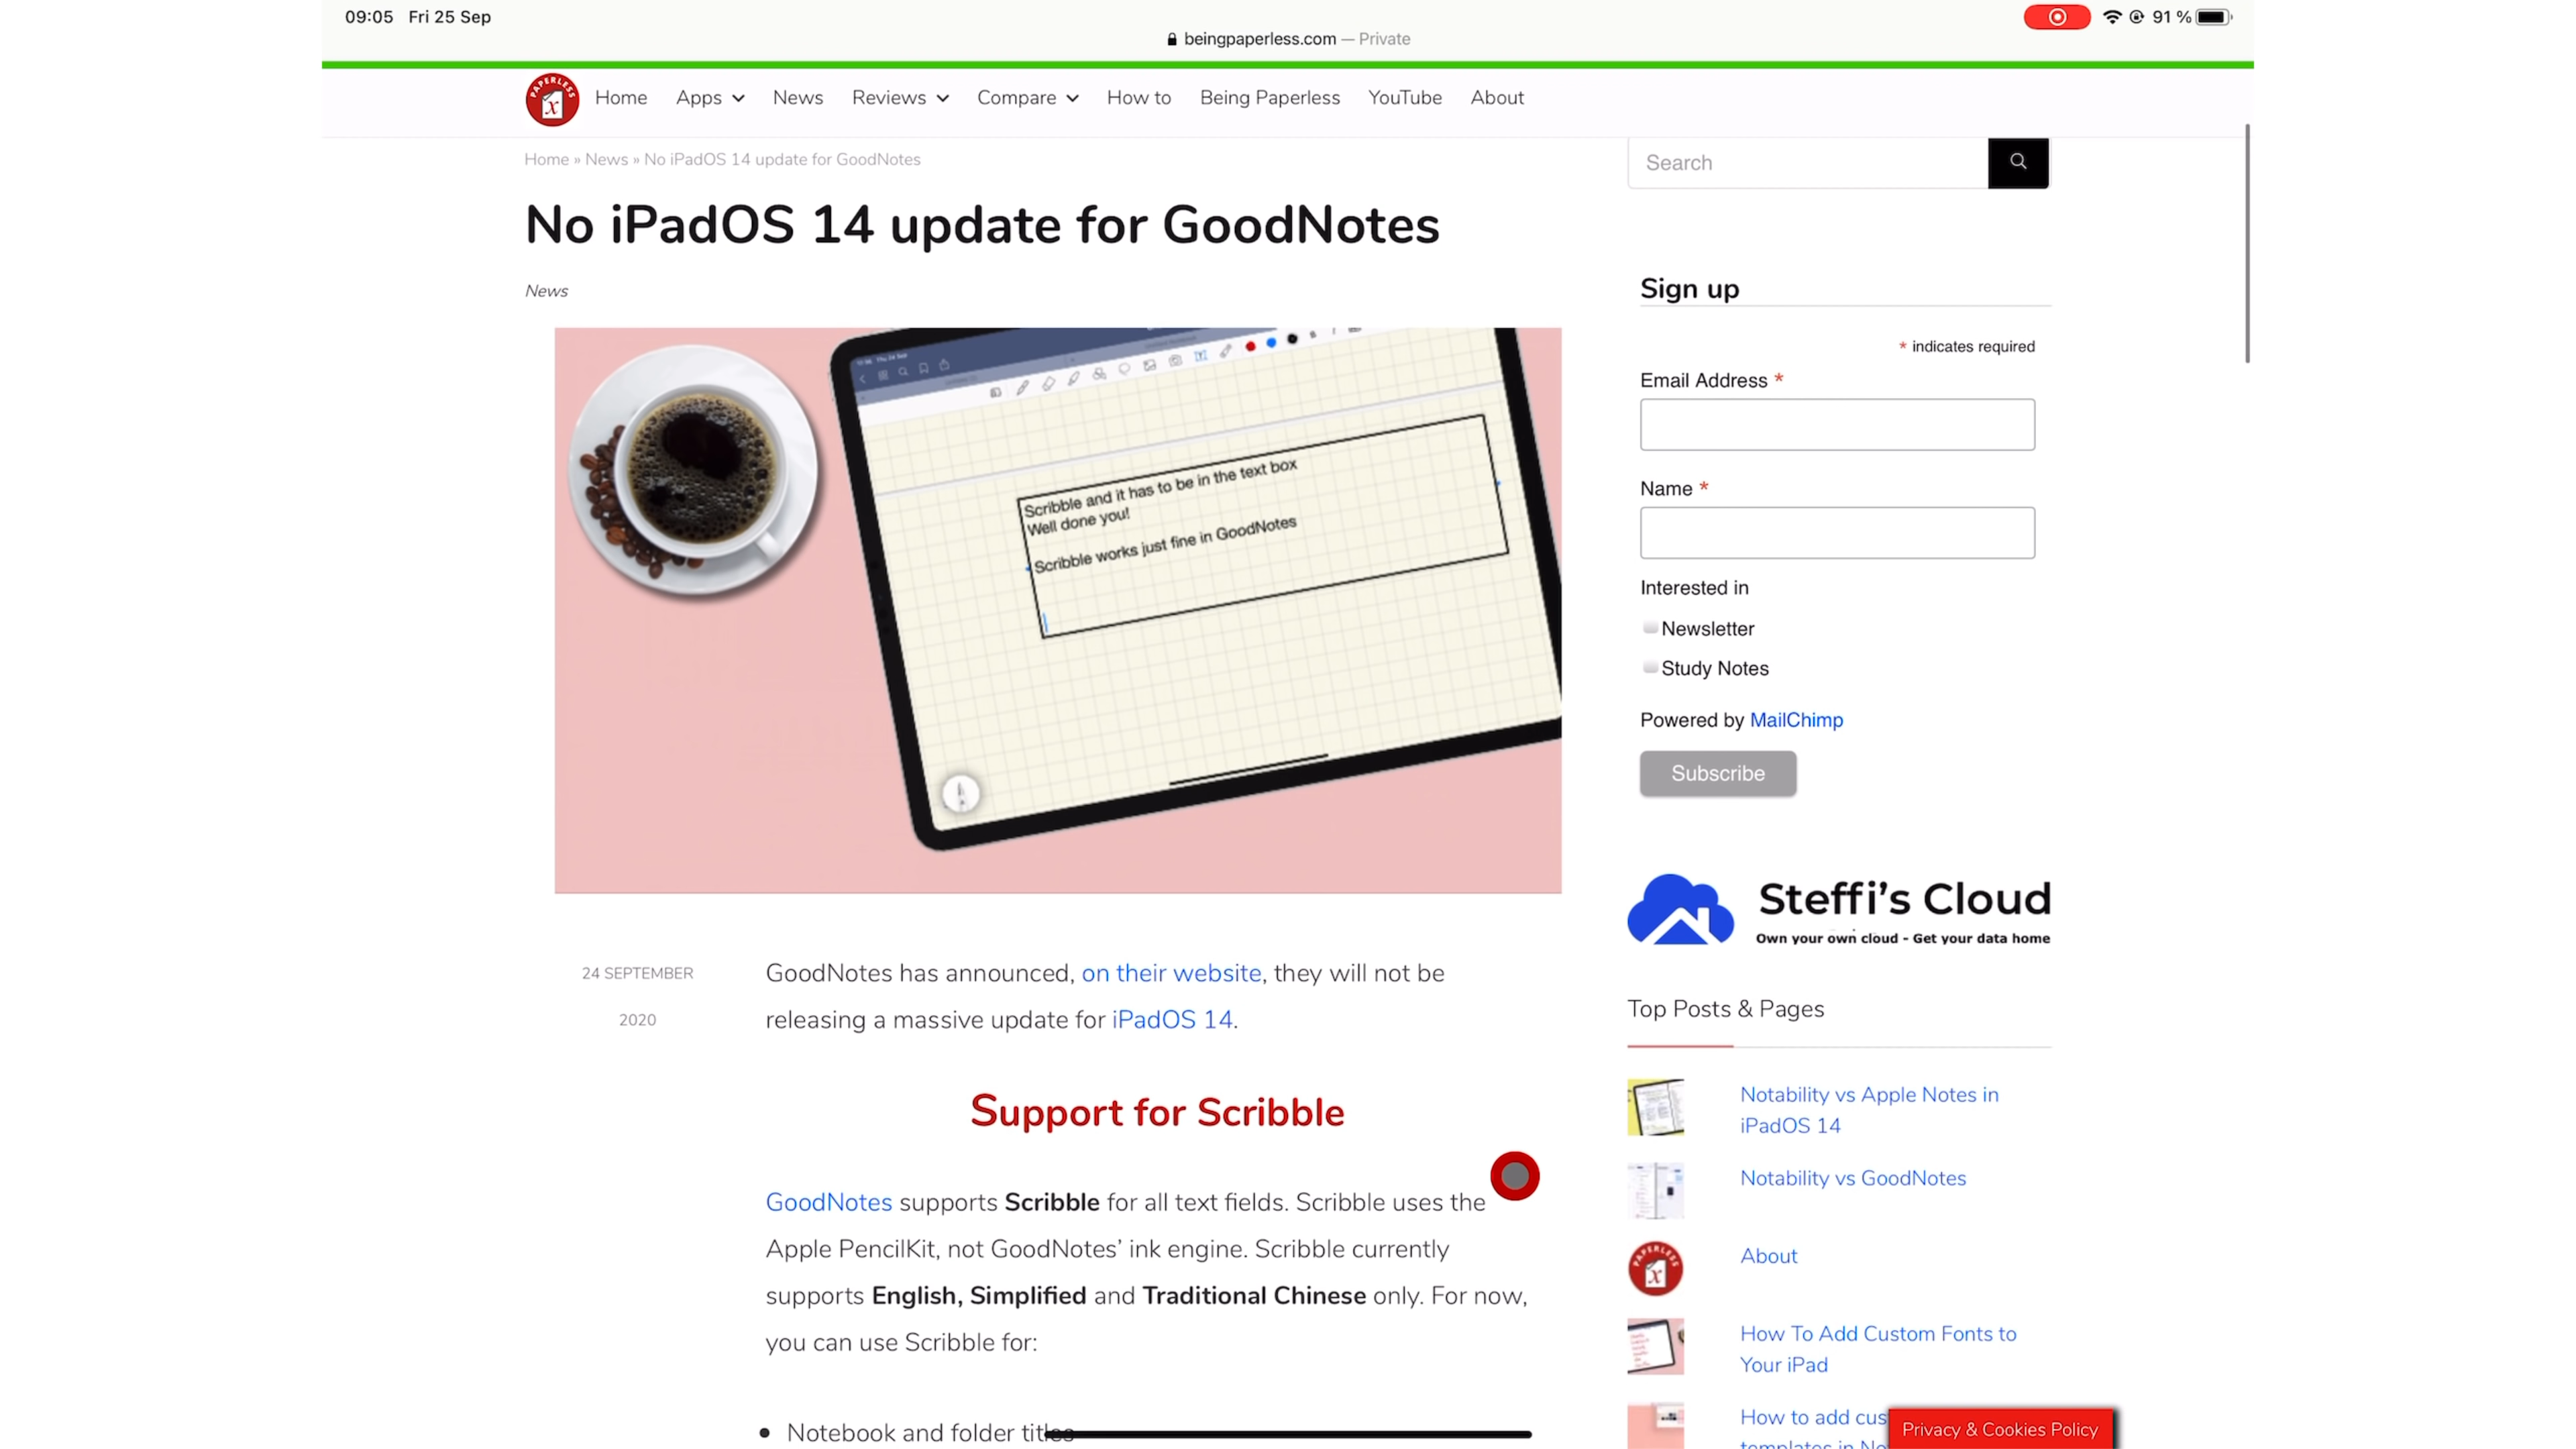 09:05 Fri 25 Sep
91 %
beingpaperless.com — Private
PAPERLESS
x
Home Apps News Reviews Compare How to Being Paperless YouTube About
Home » News » No iPadOS 14 update for GoodNotes
No iPadOS 14 update for GoodNotes
News
Scribble and it has to be in the text box
Well done you!
Scribble works just fine in GoodNotes
24 SEPTEMBER
2020
GoodNotes has announced, on their website, they will not be
releasing a massive update for iPadOS 14.
Support for Scribble
GoodNotes supports Scribble for all text fields. Scribble uses the
Apple PencilKit, not GoodNotes’ ink engine. Scribble currently
supports English, Simplified and Traditional Chinese only. For now,
you can use Scribble for:
• Notebook and folder titles
Search
Sign up
* indicates required
Email Address *
Name *
Interested in
Newsletter
Study Notes
Powered by MailChimp
Subscribe
Steffi’s Cloud
Own your own cloud - Get your data home
Top Posts & Pages
Notability vs Apple Notes in
iPadOS 14
Notability vs GoodNotes
PAPERLESS
x
About
How To Add Custom Fonts to
Your iPad
How to add cus
templates in No
Privacy & Cookies Policy